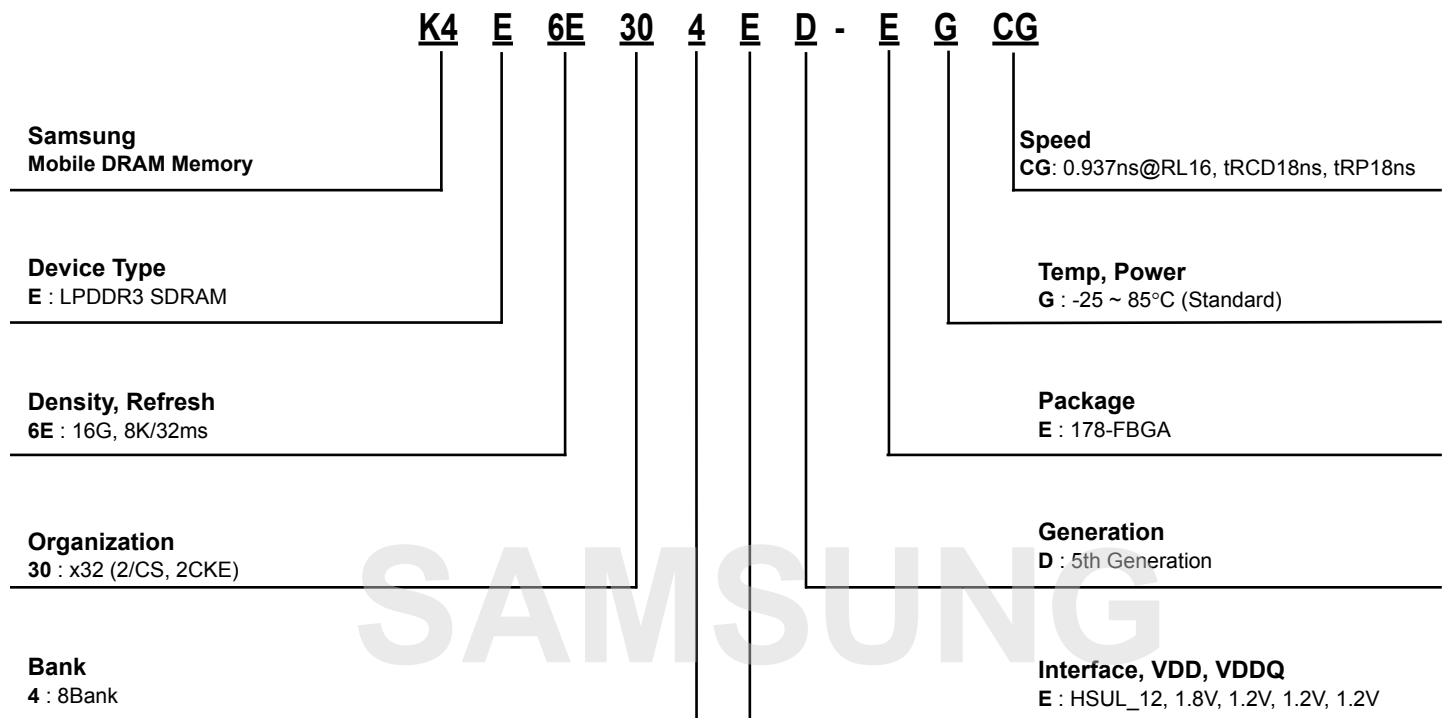 K4 E 6E 30 4 E D - E G CG
Samsung
Mobile DRAM Memory
Speed
CG: 0.937ns@RL16, tRCD18ns, tRP18ns
Device Type
E : LPDDR3 SDRAM
Temp, Power
G : -25 ~ 85°C (Standard)
Density, Refresh
6E : 16G, 8K/32ms
Package
E : 178-FBGA
Organization
30 : x32 (2/CS, 2CKE)
Generation
D : 5th Generation
SAMSUNG
Bank
4 : 8Bank
Interface, VDD, VDDQ
E : HSUL_12, 1.8V, 1.2V, 1.2V, 1.2V